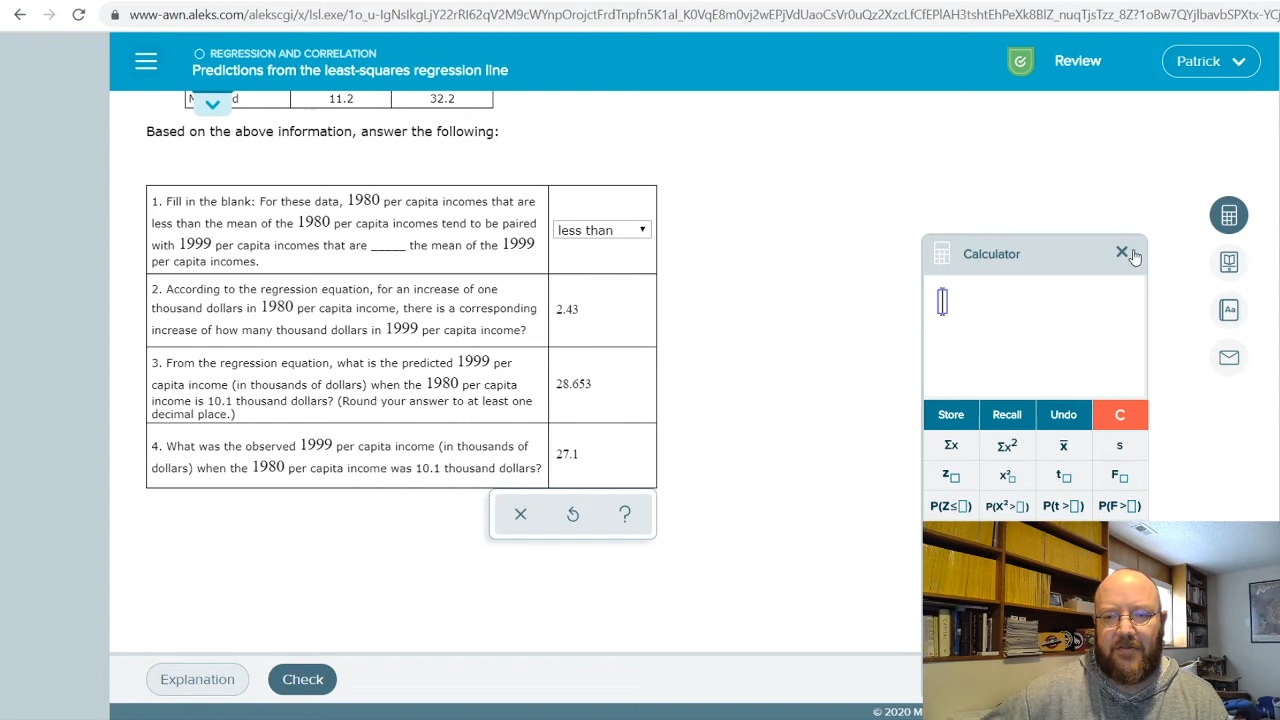 www-awn.aleks.com/alekscgi/x/Isl.exe/1o_u-
REGRESSION AND CORRELATION
Predictions from the least-squares regression line
Review
Patrick
11.2 32.2
Based on the above information, answer the following:
1. Fill in the blank: For these data, 1980 per capita incomes that are
less than the mean of the 1980 per capita incomes tend to be paired
with 1999 per capita incomes that are _____ the mean of the 1999
per capita incomes.
less than
2. According to the regression equation, for an increase of one
thousand dollars in 1980 per capita income, there is a corresponding
increase of how many thousand dollars in 1999 per capita income?
2.43
3. From the regression equation, what is the predicted 1999 per
capita income (in thousands of dollars) when the 1980 per capita
income is 10.1 thousand dollars? (Round your answer to at least one
decimal place.)
28.653
4. What was the observed 1999 per capita income (in thousands of
dollars) when the 1980 per capita income was 10.1 thousand dollars?
27.1
?
Calculator
Store Recall Undo C
Σx Σx² x̄ s
z□ x²□ t□ F□
P(Z≤□) P(X²>□) P(t >□) P(F >□)
Aa
Explanation
Check
© 2020 M